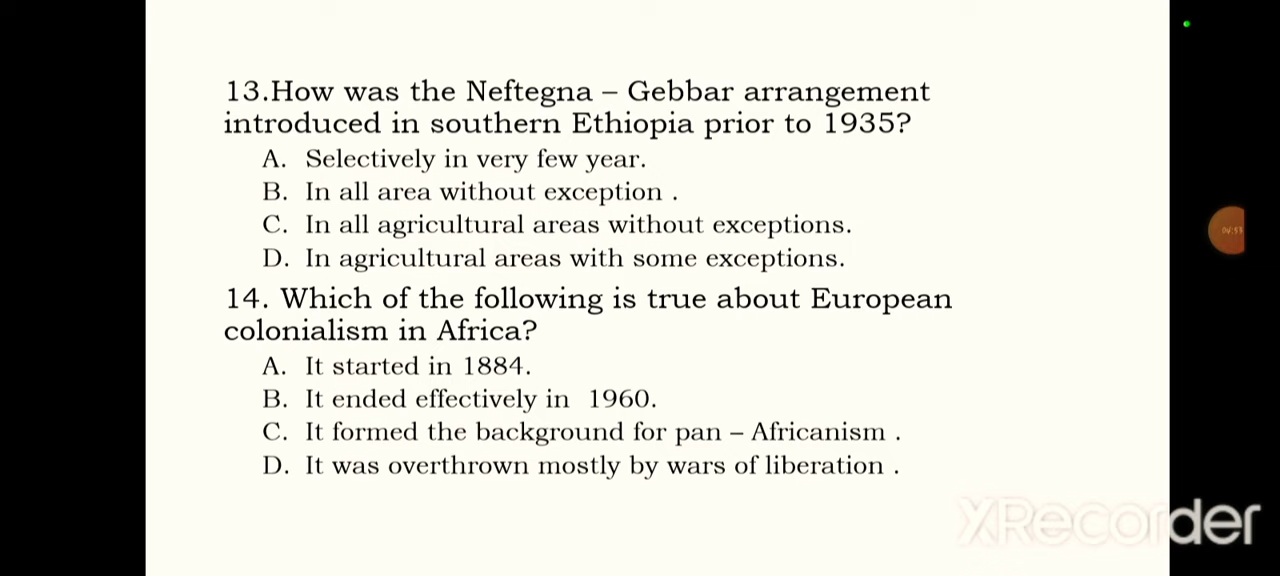 13.How was the Neftegna – Gebbar arrangement
introduced in southern Ethiopia prior to 1935?
A. Selectively in very few year.
B. In all area without exception .
C. In all agricultural areas without exceptions.
D. In agricultural areas with some exceptions.
14. Which of the following is true about European
colonialism in Africa?
A. It started in 1884.
B. It ended effectively in 1960.
C. It formed the background for pan – Africanism .
D. It was overthrown mostly by wars of liberation .
XRecorder